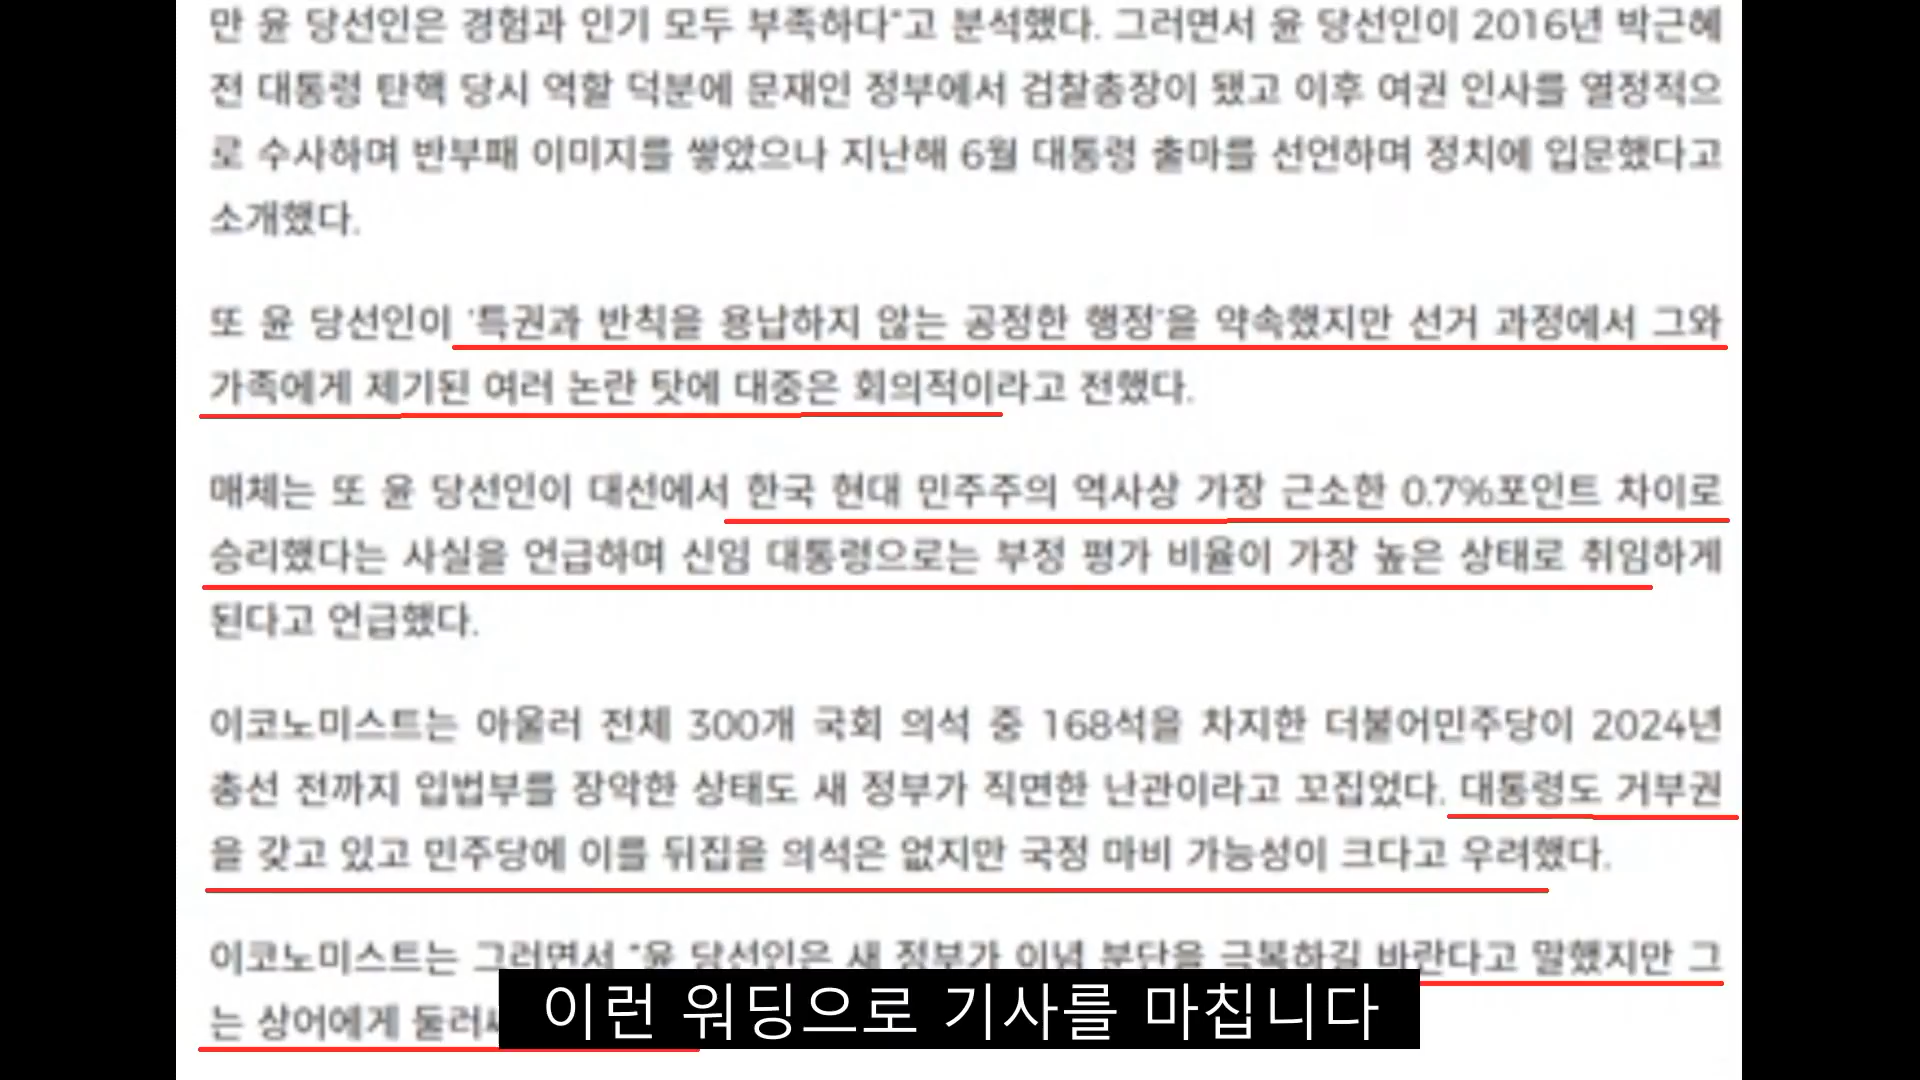 만 윤 당선인은 경험과 인기 모두 부족하다"고 분석했다. 그러면서 윤 당선인이 2016년 박근혜
전 대통령 탄핵 당시 역할 덕분에 문재인 정부에서 검찰총장이 됐고 이후 여권 인사를 열정적으
로 수사하며 반부패 이미지를 쌓았으나 지난해 6월 대통령 출마를 선언하며 정치에 입문했다고
소개했다.
또 윤 당선인이 '특권과 반칙을 용납하지 않는 공정한 행정'을 약속했지만 선거 과정에서 그와
가족에게 제기된 여러 논란 탓에 대중은 회의적이라고 전했다.
매체는 또 윤 당선인이 대선에서 한국 현대 민주주의 역사상 가장 근소한 0.7%포인트 차이로
승리했다는 사실을 언급하며 신임 대통령으로는 부정 평가 비율이 가장 높은 상태로 취임하게
된다고 언급했다.
이코노미스트는 아울러 전체 300개 국회 의석 중 168석을 차지한 더불어민주당이 2024년
총선 전까지 입법부를 장악한 상태도 새 정부가 직면한 난관이라고 꼬집었다. 대통령도 거부권
을 갖고 있고 민주당에 이를 뒤집을 의석은 없지만 국정 마비 가능성이 크다고 우려했다.
이코노미스트는 그러면서 "윤 당선인은 새 정부가 이념 분단을 극복하길 바란다고 말했지만 그
는 상어에게
이런 워딩으로 기사를 마칩니다